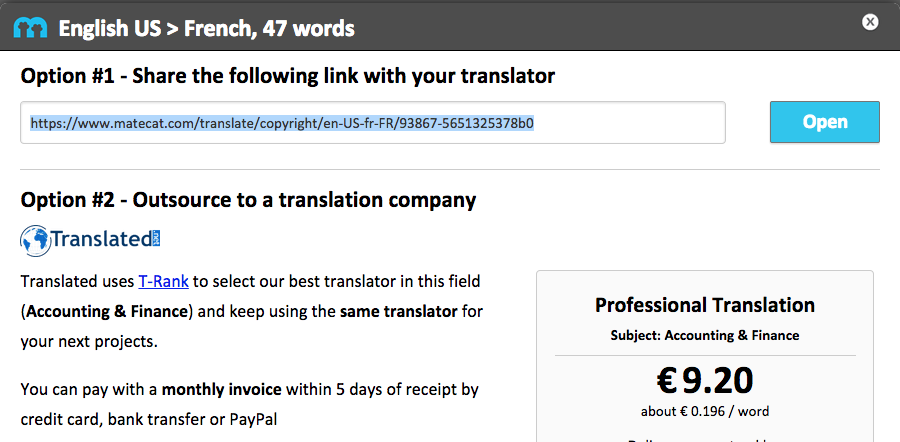 English US > French, 47 words
Option #1 - Share the following link with your translator
https://www.matecat.com/translate/copyright/en-US-fr-FR/93867-5651325378b0
Open
Option #2 - Outsource to a translation company
Translated
Translated uses T-Rank to select our best translator in this field
(Accounting & Finance) and keep using the same translator for
your next projects.
You can pay with a monthly invoice within 5 days of receipt by
credit card, bank transfer or PayPal
Professional Translation
Subject: Accounting & Finance
€ 9.20
about € 0.196 / word